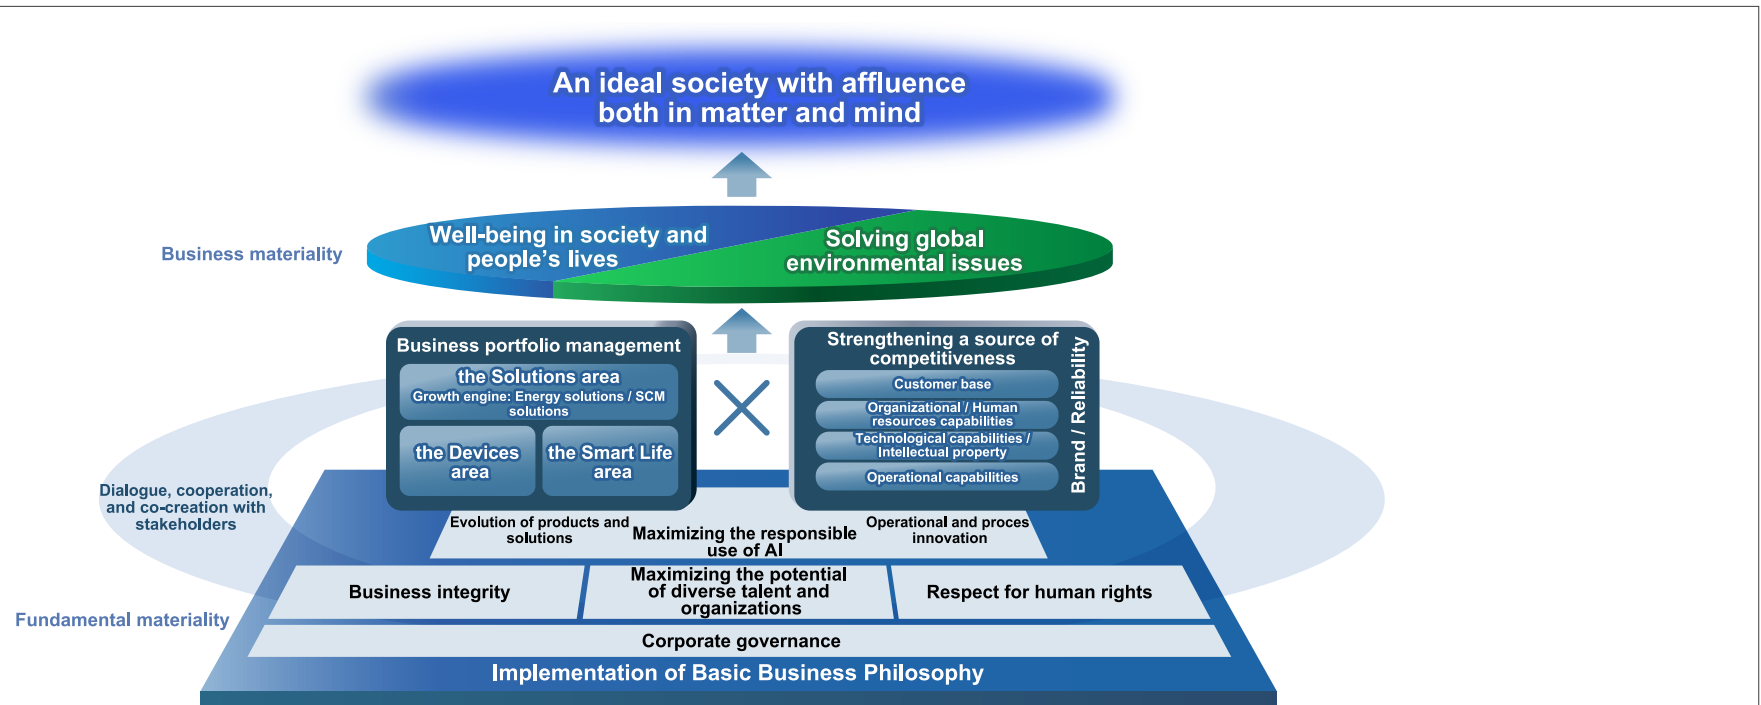 An ideal society with affluence
both in matter and mind
Business materiality
Well-being in society and
people's lives
Solving global
environmental issues
Business portfolio management
the Solutions area
Growth engine: Energy solutions / SCM
solutions
the Devices
area
the Smart Life
area
Strengthening a source of
competitiveness
Customer base
Organizational / Human
resources capabilities
Technological capabilities /
Intellectual property
Operational capabilities
Brand / Reliability
Dialogue, cooperation,
and co-creation with
stakeholders
Evolution of products and
solutions
Maximizing the responsible
use of AI
Operational and proces
innovation
Fundamental materiality
Business integrity
Maximizing the potential
of diverse talent and
organizations
Respect for human rights
Corporate governance
Implementation of Basic Business Philosophy